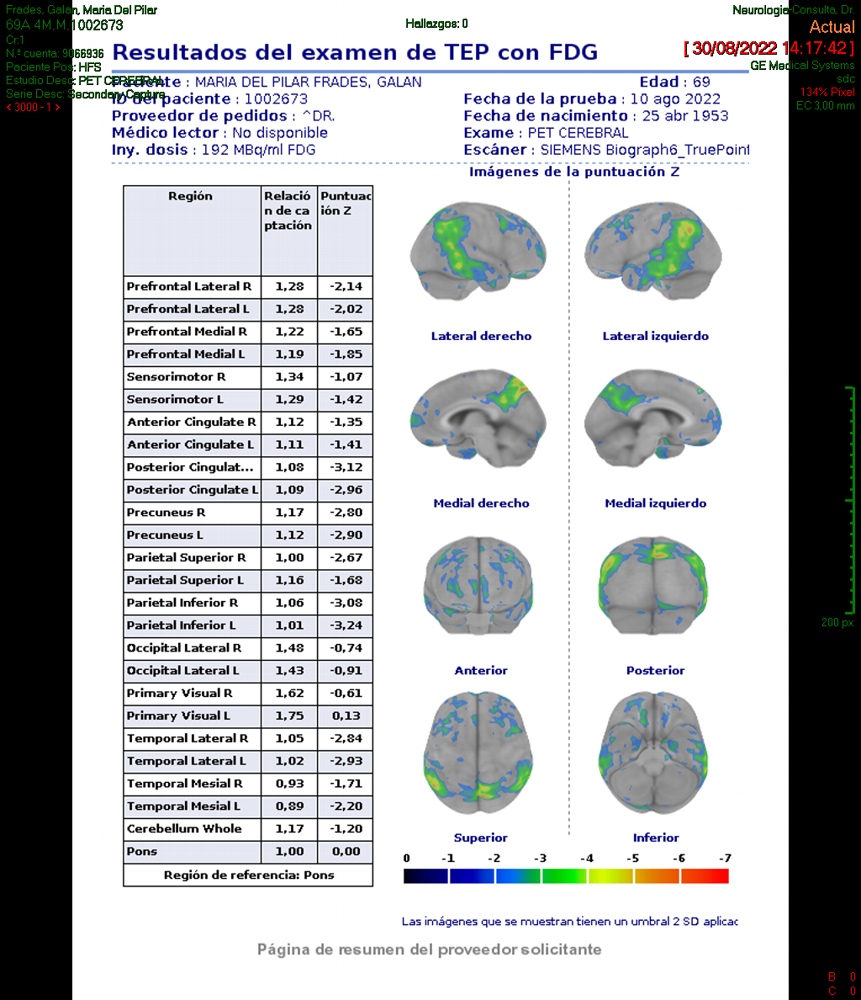 Frades, Galan, Maria Del Pilar
69A 4M,M,1002673
Cr:1
N.º cuenta: 9066936
Paciente Pos: HFS
Estudio Desc: PET CEREBRAL
Serie Desc: Secondary Capture
< 3000 - 1 >
Hallazgos: 0
Neurologia-Consulta, Dr.
Actual
[ 30/08/2022 14:17:42 ]
GE Medical Systems
sdc
134% Pixel
EC 3,00 mm
Resultados del examen de TEP con FDG
Paciente : MARIA DEL PILAR FRADES, GALAN
Edad : 69
ID del paciente : 1002673
Fecha de la prueba : 10 ago 2022
Proveedor de pedidos : ^DR.
Fecha de nacimiento : 25 abr 1953
Médico lector : No disponible
Exame : PET CEREBRAL
Iny. dosis : 192 MBq/ml FDG
Escáner : SIEMENS Biograph6_TruePoint
Imágenes de la puntuación Z
Región Relació Puntuac
n de ca ión Z
ptación
Prefrontal Lateral R 1,28 -2,14
Prefrontal Lateral L 1,28 -2,02
Prefrontal Medial R 1,22 -1,65
Prefrontal Medial L 1,19 -1,85
Sensorimotor R 1,34 -1,07
Sensorimotor L 1,29 -1,42
Anterior Cingulate R 1,12 -1,35
Anterior Cingulate L 1,11 -1,41
Posterior Cingulat... 1,08 -3,12
Posterior Cingulate L 1,09 -2,96
Precuneus R 1,17 -2,80
Precuneus L 1,12 -2,90
Parietal Superior R 1,00 -2,67
Parietal Superior L 1,16 -1,68
Parietal Inferior R 1,06 -3,08
Parietal Inferior L 1,01 -3,24
Occipital Lateral R 1,48 -0,74
Occipital Lateral L 1,43 -0,91
Primary Visual R 1,62 -0,61
Primary Visual L 1,75 0,13
Temporal Lateral R 1,05 -2,84
Temporal Lateral L 1,02 -2,93
Temporal Mesial R 0,93 -1,71
Temporal Mesial L 0,89 -2,20
Cerebellum Whole 1,17 -1,20
Pons 1,00 0,00
Región de referencia: Pons
Lateral derecho
Lateral izquierdo
Medial derecho
Medial izquierdo
Anterior
Posterior
Superior
Inferior
0 -1 -2 -3 -4 -5 -6 -7
Las imágenes que se muestran tienen un umbral 2 SD aplicac
200 px
Página de resumen del proveedor solicitante
B 0
C 0